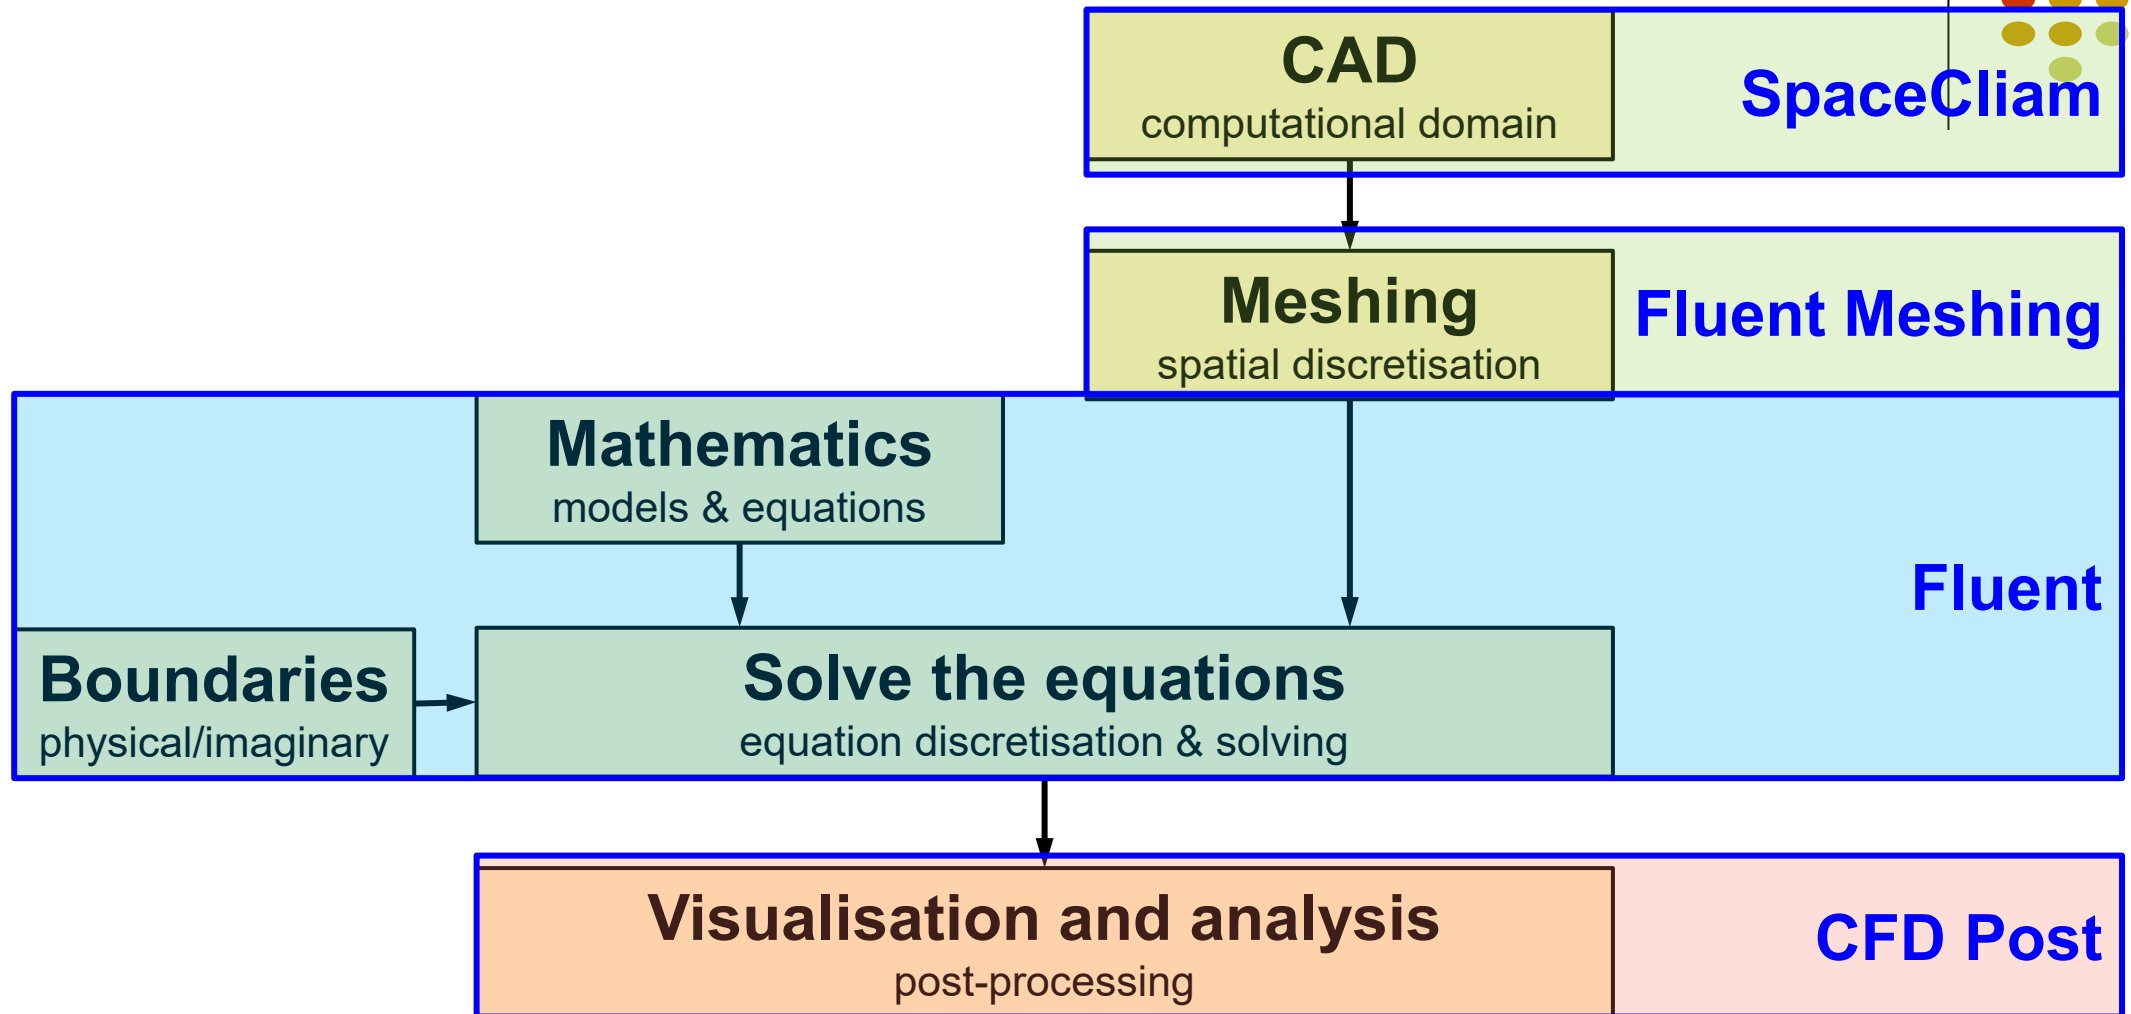 CAD
computational domain
SpaceCliam
Meshing
spatial discretisation
Fluent Meshing
Mathematics
models & equations
Fluent
Boundaries
physical/imaginary
Solve the equations
equation discretisation & solving
Visualisation and analysis
post-processing
CFD Post